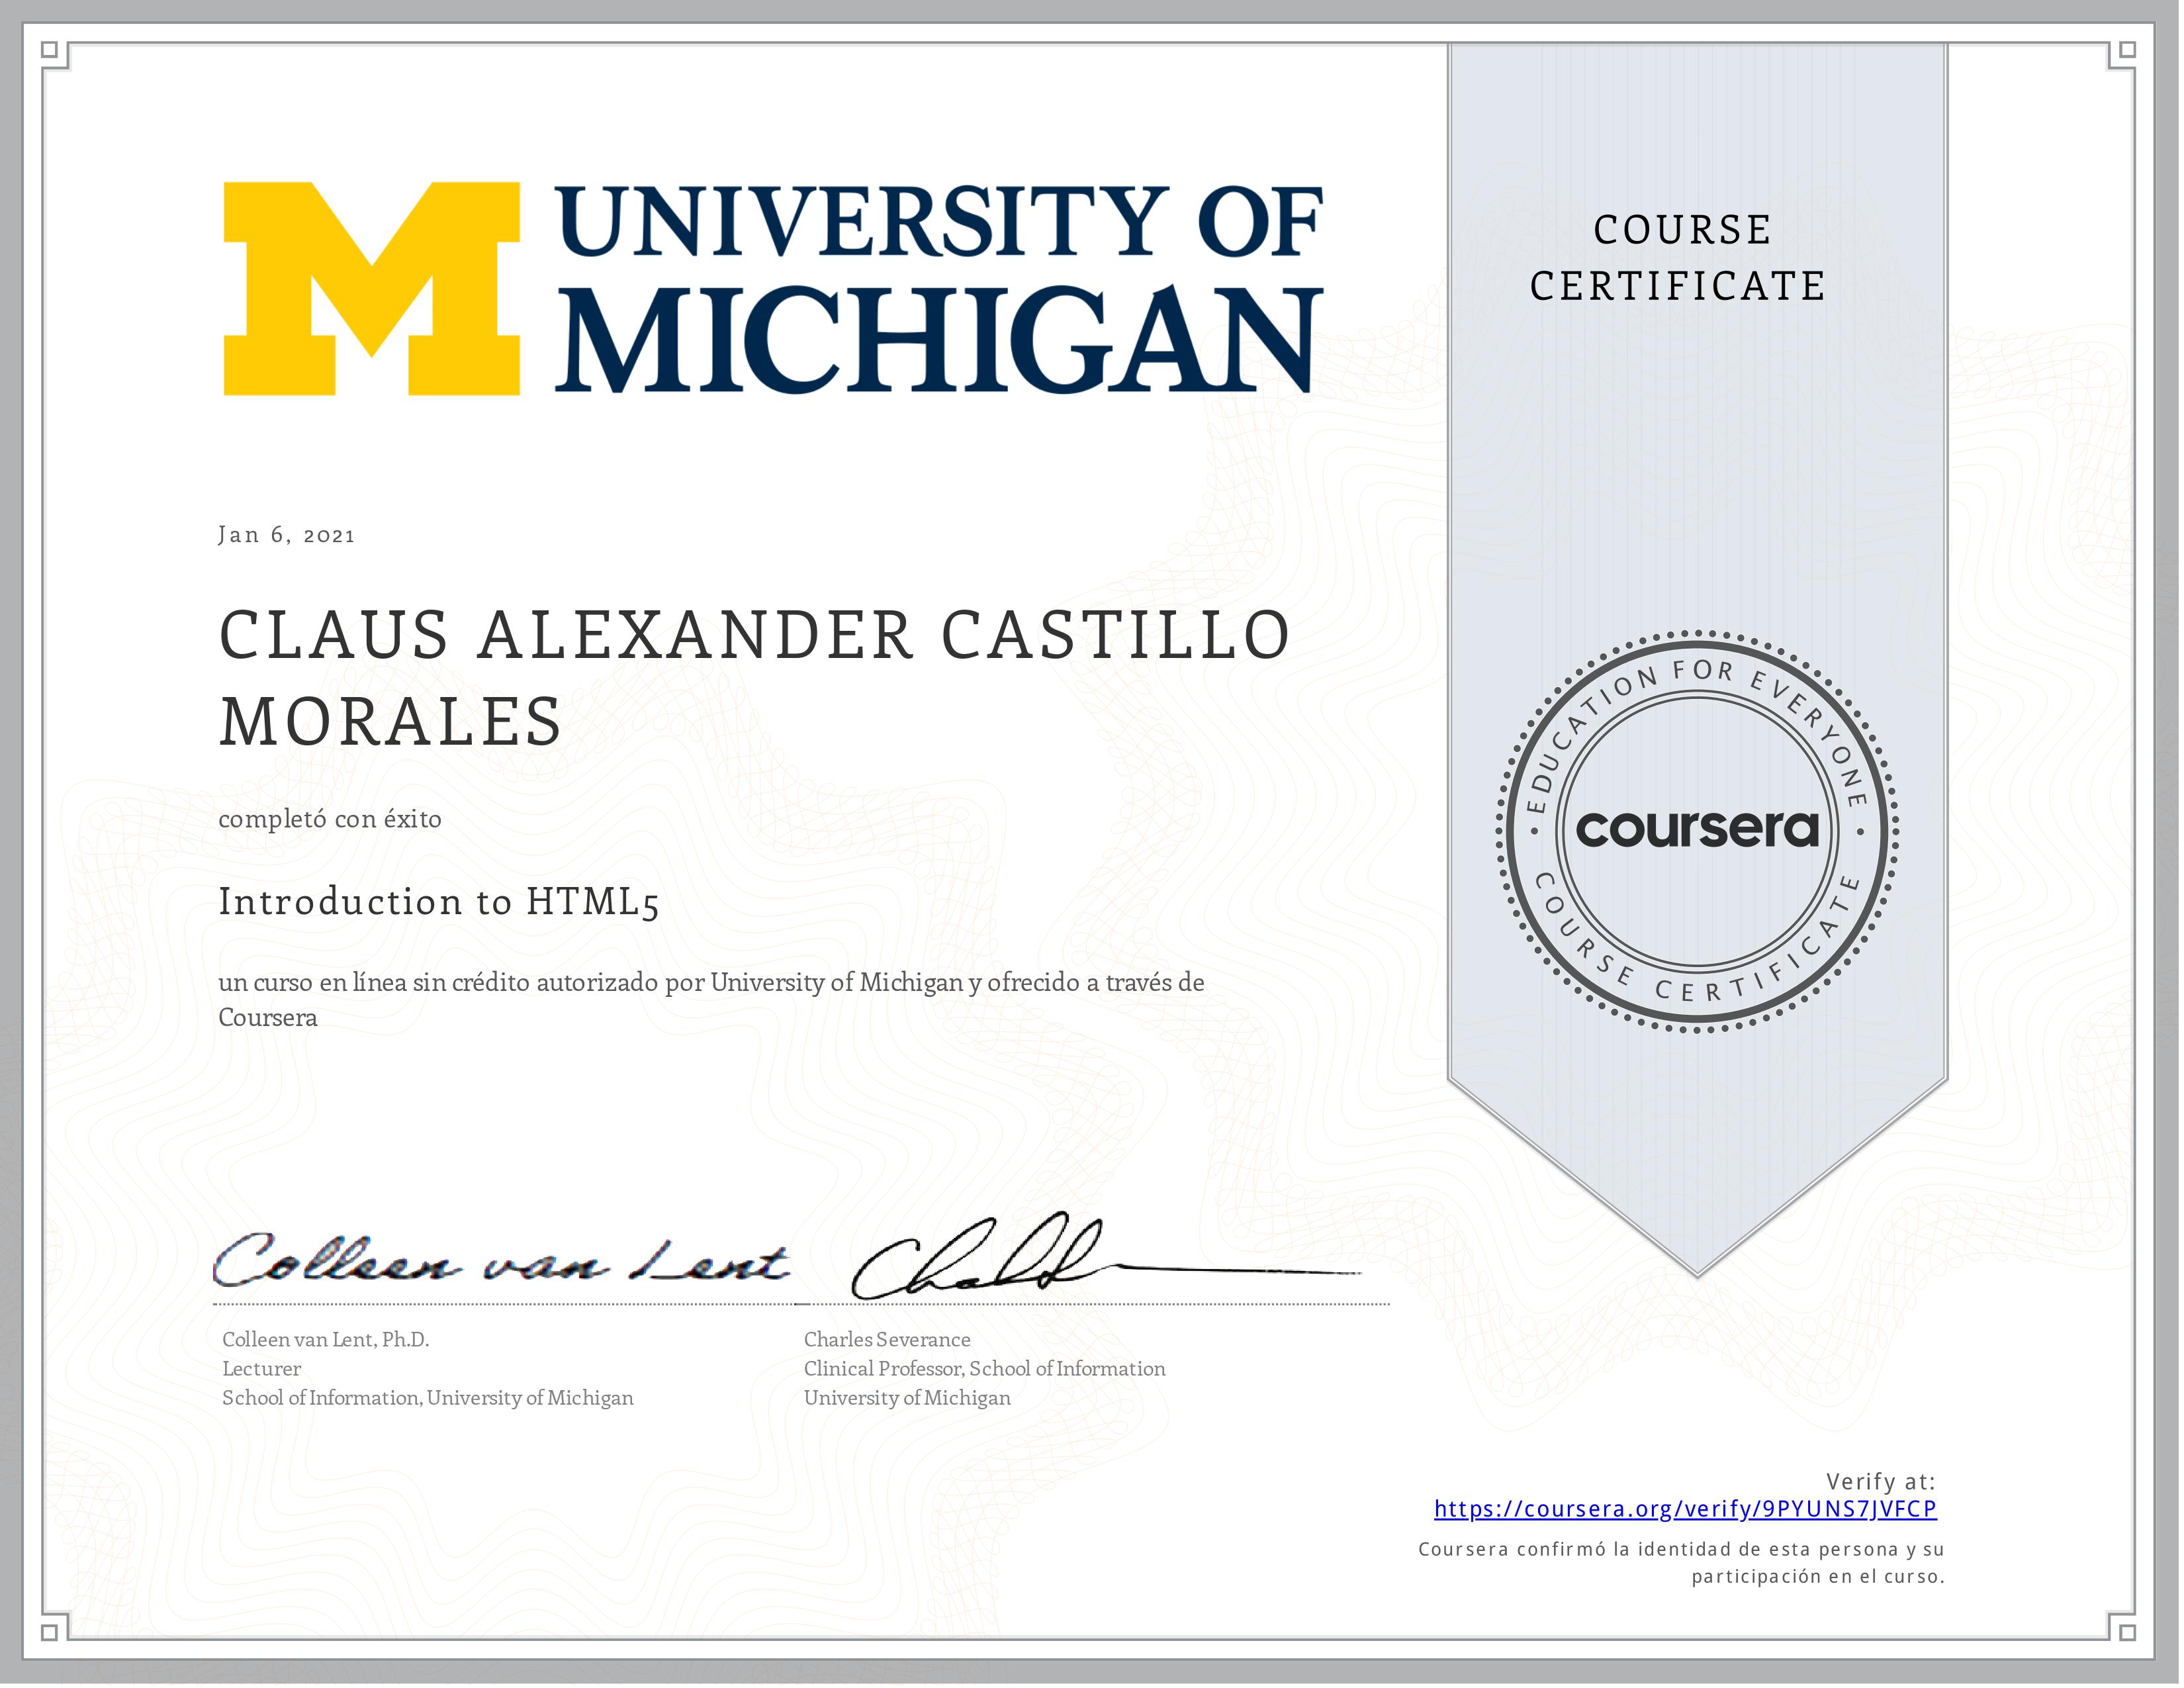 UNIVERSITY OF
MICHIGAN
COURSE
CERTIFICATE
Jan 6, 2021
CLAUS ALEXANDER CASTILLO
MORALES
completó con éxito
Introduction to HTML5
un curso en línea sin crédito autorizado por University of Michigan y ofrecido a través de
Coursera
EDUCATION FOR EVERYONE
coursera
COURSE CERTIFICATE
Colleen van Lent
Colleen van Lent, Ph.D.
Lecturer
School of Information, University of Michigan
Charles Severance
Clinical Professor, School of Information
University of Michigan
Verify at:
https://coursera.org/verify/9PYUNS7JVFCP
Coursera confirmó la identidad de esta persona y su
participación en el curso.